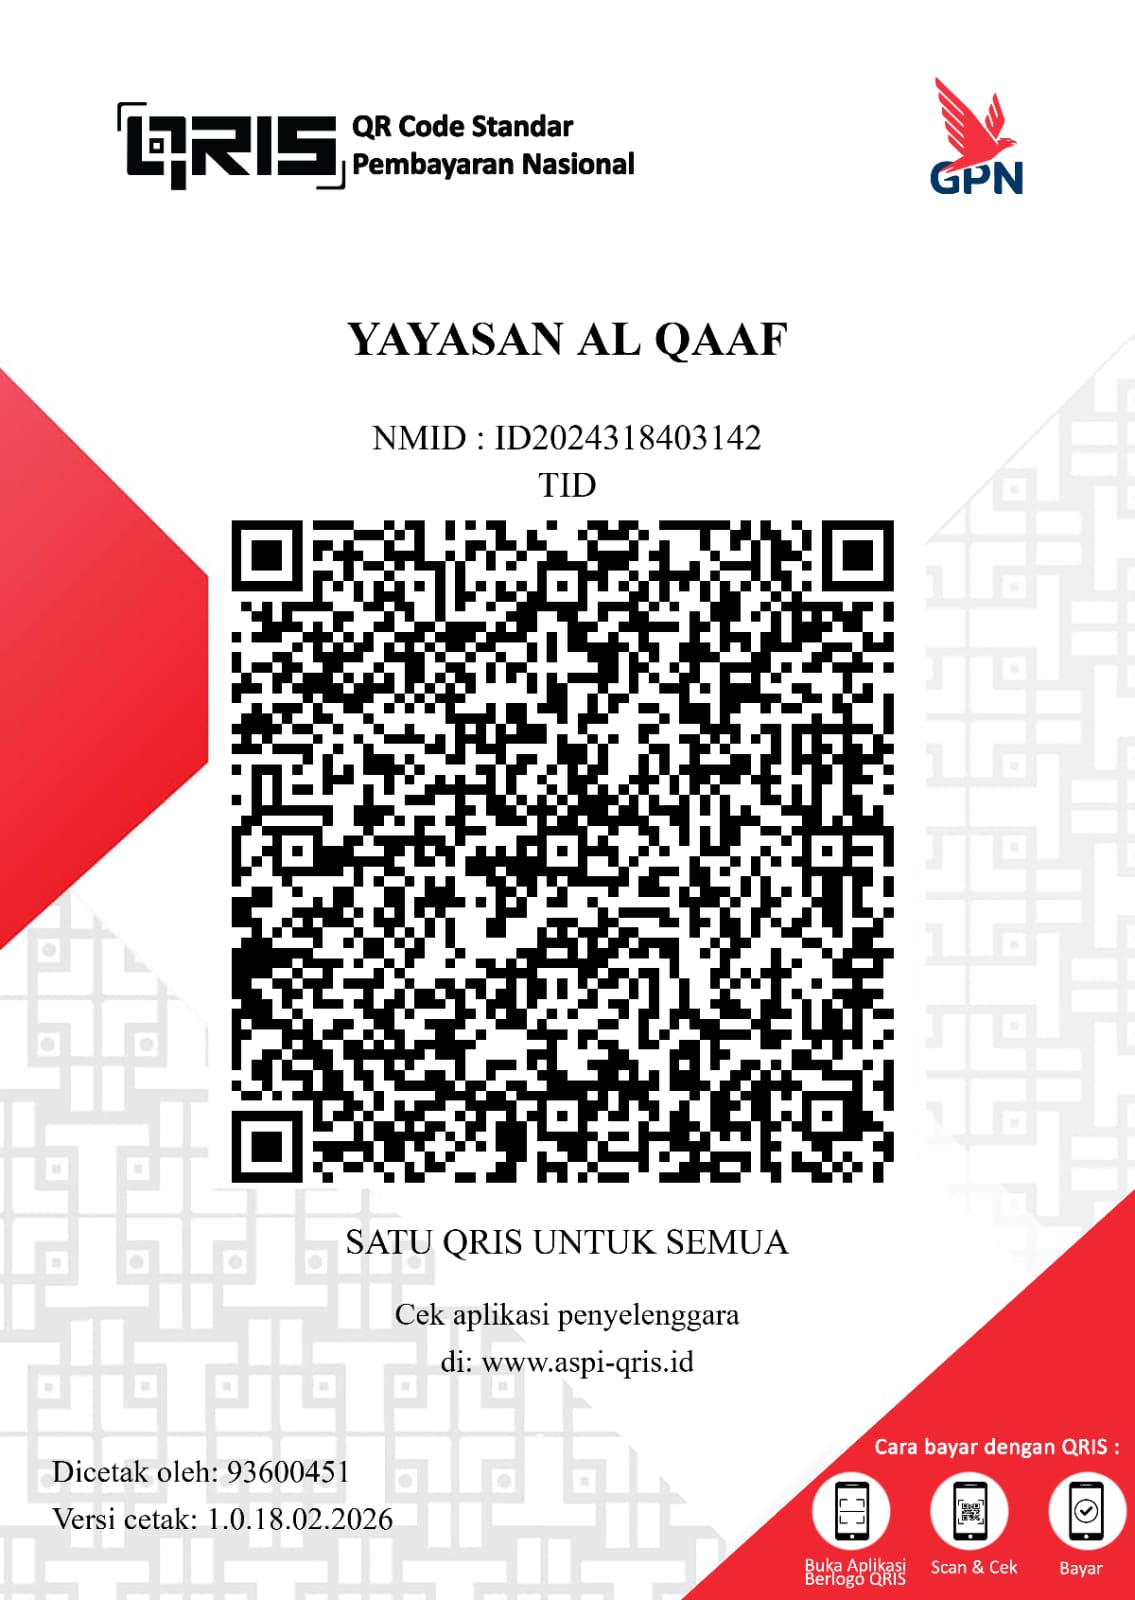 QRIS
QR Code Standar
Pembayaran Nasional
GPN
YAYASAN AL QAAF
NMID : ID2024318403142
TID
SATU QRIS UNTUK SEMUA
Cek aplikasi penyelenggara
di: www.aspi-qris.id
Dicetak oleh: 93600451
Versi cetak: 1.0.18.02.2026
Cara bayar dengan QRIS :
Buka Aplikasi
Berlogo QRIS
Scan & Cek
Bayar